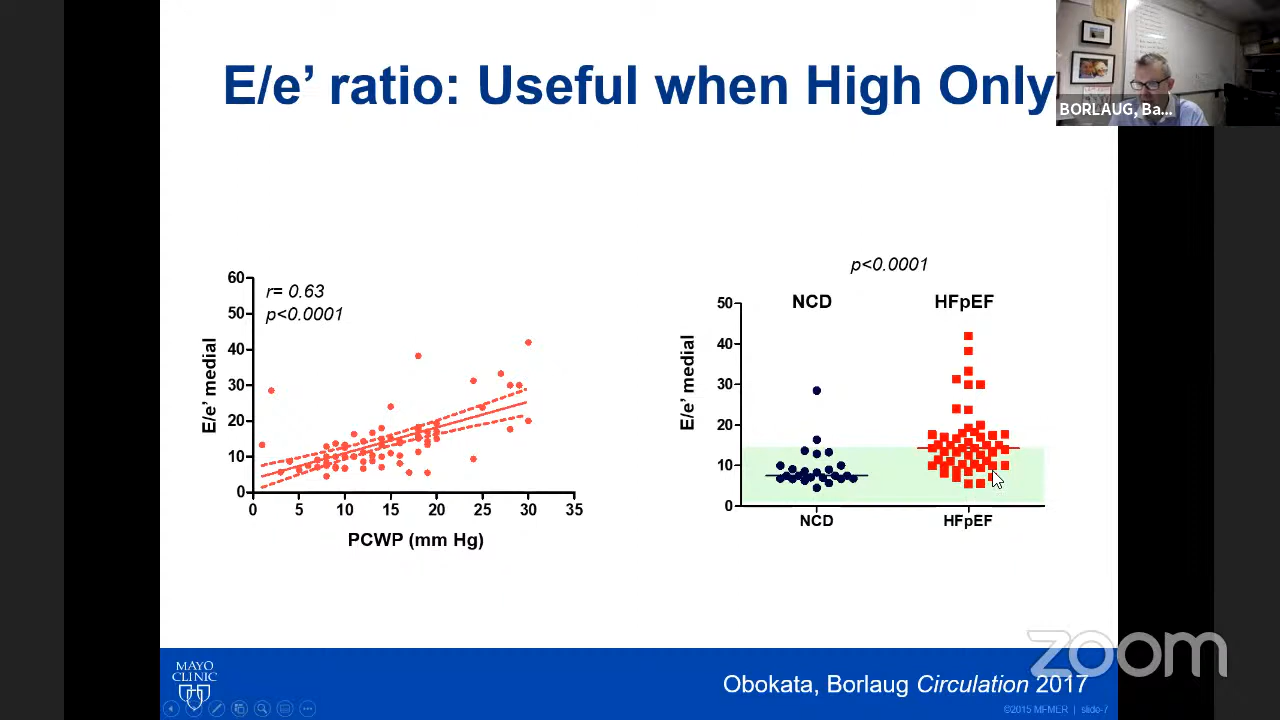 E/e’ ratio: Useful when High Only
BORLAUG, Ba...
r= 0.63
p<0.0001
60
50
40
30
20
10
0
E/e’ medial
0 5 10 15 20 25 30 35
PCWP (mm Hg)
p<0.0001
NCD HFpEF
50
40
30
20
10
0
E/e’ medial
NCD HFpEF
zoom
MAYO
CLINIC
Obokata, Borlaug Circulation 2017
©2015 MFMER | slide-7